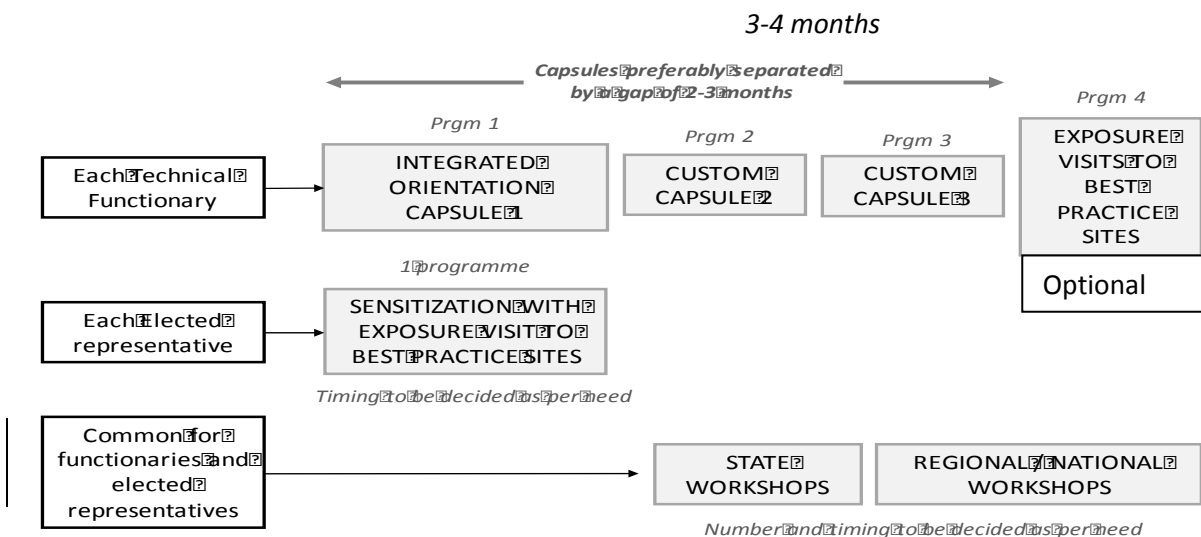 3-4 months
Capsules preferably separated
by a gap of 2-3 months
Prgm 1
Prgm 2
Prgm 3
Prgm 4
Each Technical
Functionary
INTEGRATED
ORIENTATION
CAPSULE 1
CUSTOM
CAPSULE 2
CUSTOM
CAPSULE 3
EXPOSURE
VISITS TO
BEST
PRACTICE
SITES
Optional
1 programme
Each Elected
representative
SENSITIZATION WITH
EXPOSURE VISIT TO
BEST PRACTICE SITES
Timing to be decided as per need
Common for
functionaries and
elected
representatives
STATE
WORKSHOPS
REGIONAL / NATIONAL
WORKSHOPS
Number and timing to be decided as per need